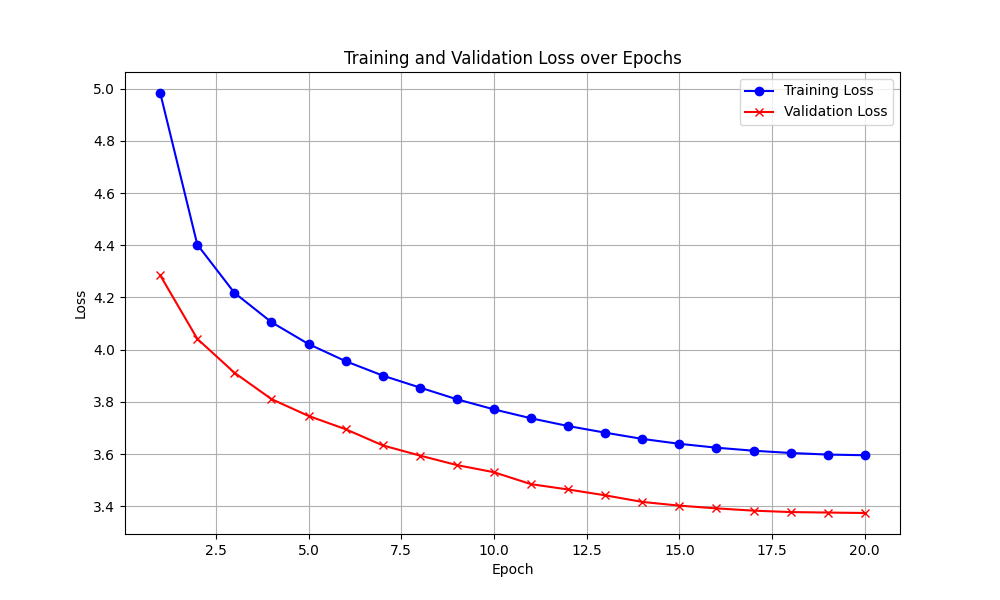 Training and Validation Loss over Epochs
Training Loss
Validation Loss
Loss
5.0
4.8
4.6
4.4
4.2
4.0
3.8
3.6
3.4
2.5 5.0 7.5 10.0 12.5 15.0 17.5 20.0
Epoch